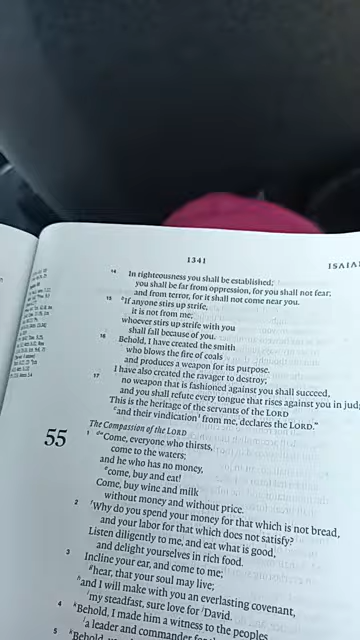 1341
ISAIA
14 In righteousness you shall be established;
you shall be far from oppression, for you shall not fear;
and from terror, for it shall not come near you.
15 If anyone stirs up strife,
it is not from me;
whoever stirs up strife with you
shall fall because of you.
16 Behold, I have created the smith
who blows the fire of coals
and produces a weapon for its purpose.
I have also created the ravager to destroy;
17 no weapon that is fashioned against you shall succeed,
and you shall refute every tongue that rises against you in jud
This is the heritage of the servants of the LORD
and their vindication from me, declares the LORD."
The Compassion of the LORD
55
1 "Come, everyone who thirsts,
come to the waters;
and he who has no money,
come, buy and eat!
Come, buy wine and milk
without money and without price.
2 Why do you spend your money for that which is not bread,
and your labor for that which does not satisfy?
Listen diligently to me, and eat what is good,
and delight yourselves in rich food.
3 Incline your ear, and come to me;
hear, that your soul may live;
and I will make with you an everlasting covenant,
my steadfast, sure love for David.
4 Behold, I made him a witness to the peoples,
a leader and commander for
5 Behold,